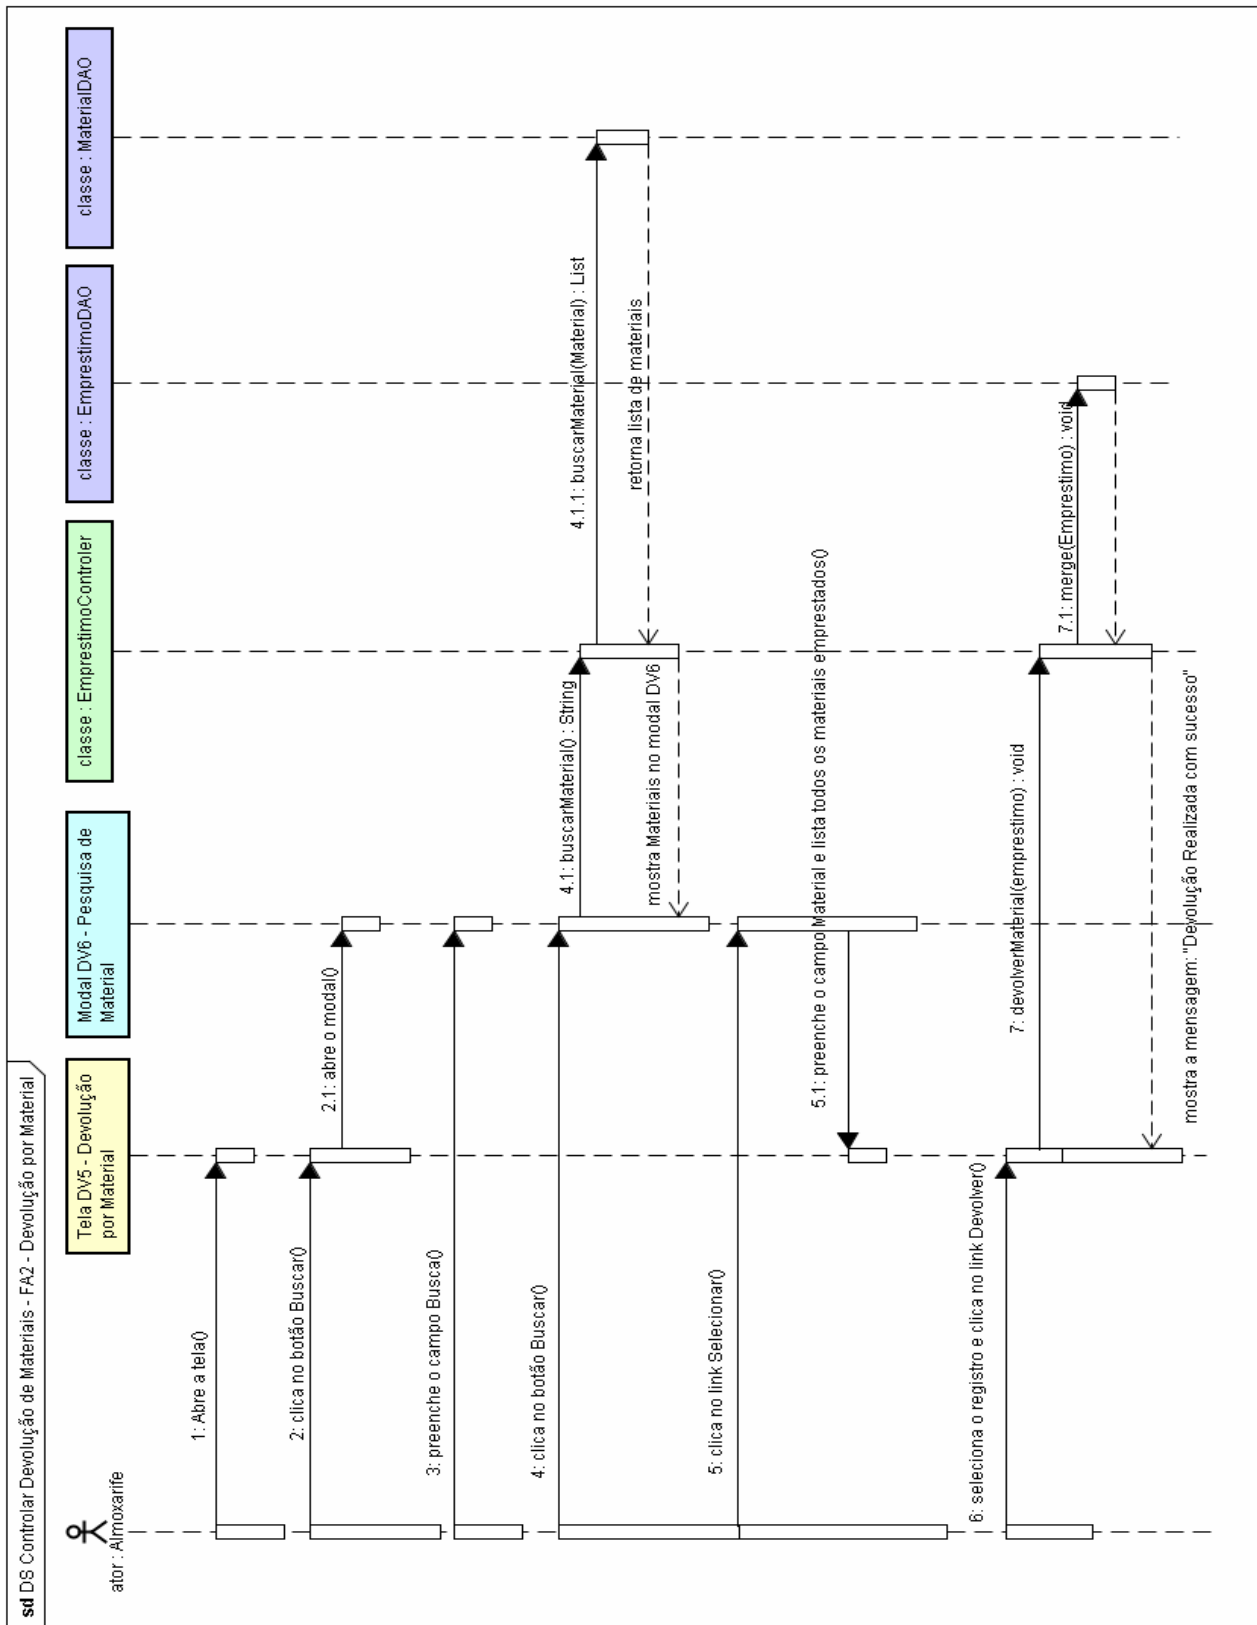 sd DS Controlar Devolução de Materiais - FA2 - Devolução por Material
ator : Almoxarife
Tela DV5 - Devolução
por Material
Modal DV6 - Pesquisa de
Material
classe : EmprestimoControler
classe : EmprestimoDAO
classe : MaterialDAO
1: Abre a tela()
2: clica no botão Buscar()
2.1: abre o modal()
3: preenche o campo Busca()
4: clica no botão Buscar()
4.1: buscarMaterial() : String
4.1.1: buscarMaterial(Material) : List
retorna lista de materiais
mostra Materiais no modal DV6
5: clica no link Selecionar()
5.1: preenche o campo Material e lista todos os materiais emprestados()
6: seleciona o registro e clica no link Devolver()
7: devolverMaterial(emprestimo) : void
7.1: merge(Emprestimo) : void
mostra a mensagem: "Devolução Realizada com sucesso"